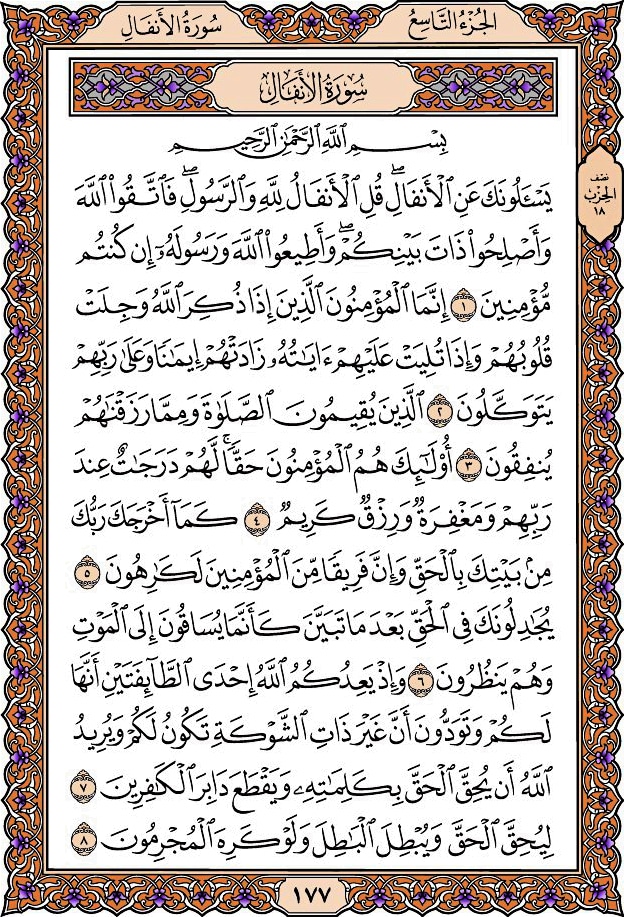 سُورَةُ الأَنفَالِ
الجُزْءُ التَّاسِعُ
سُورَةُ الأَنفَالِ
بِسْمِ ٱللَّهِ ٱلرَّحْمَٰنِ ٱلرَّحِيمِ
يَسْـَٔلُونَكَ عَنِ ٱلْأَنفَالِۖ قُلِ ٱلْأَنفَالُ لِلَّهِ وَٱلرَّسُولِۖ فَٱتَّقُوا۟ ٱللَّهَ
وَأَصْلِحُوا۟ ذَاتَ بَيْنِكُمْۖ وَأَطِيعُوا۟ ٱللَّهَ وَرَسُولَهُۥٓ إِن كُنتُم
مُّؤْمِنِينَ ١ إِنَّمَا ٱلْمُؤْمِنُونَ ٱلَّذِينَ إِذَا ذُكِرَ ٱللَّهُ وَجِلَتْ
قُلُوبُهُمْ وَإِذَا تُلِيَتْ عَلَيْهِمْ ءَايَٰتُهُۥ زَادَتْهُمْ إِيمَٰنًا وَعَلَىٰ رَبِّهِمْ
يَتَوَكَّلُونَ ٢ ٱلَّذِينَ يُقِيمُونَ ٱلصَّلَوٰةَ وَمِمَّا رَزَقْنَٰهُمْ
يُنفِقُونَ ٣ أُو۟لَٰٓئِكَ هُمُ ٱلْمُؤْمِنُونَ حَقًّاۚ لَّهُمْ دَرَجَٰتٌ عِندَ
رَبِّهِمْ وَمَغْفِرَةٌ وَرِزْقٌ كَرِيمٌ ٤ كَمَآ أَخْرَجَكَ رَبُّكَ
مِنۢ بَيْتِكَ بِٱلْحَقِّ وَإِنَّ فَرِيقًا مِّنَ ٱلْمُؤْمِنِينَ لَكَٰرِهُونَ ٥
يُجَٰدِلُونَكَ فِى ٱلْحَقِّ بَعْدَ مَا تَبَيَّنَ كَأَنَّمَا يُسَاقُونَ إِلَى ٱلْمَوْتِ
وَهُمْ يَنظُرُونَ ٦ وَإِذْ يَعِدُكُمُ ٱللَّهُ إِحْدَى ٱلطَّآئِفَتَيْنِ أَنَّهَا
لَكُمْ وَتَوَدُّونَ أَنَّ غَيْرَ ذَاتِ ٱلشَّوْكَةِ تَكُونُ لَكُمْ وَيُرِيدُ
ٱللَّهُ أَن يُحِقَّ ٱلْحَقَّ بِكَلِمَٰتِهِۦ وَيَقْطَعَ دَابِرَ ٱلْكَٰفِرِينَ ٧
لِيُحِقَّ ٱلْحَقَّ وَيُبْطِلَ ٱلْبَٰطِلَ وَلَوْ كَرِهَ ٱلْمُجْرِمُونَ ٨
نصف
الحزب
١٨
١٧٧